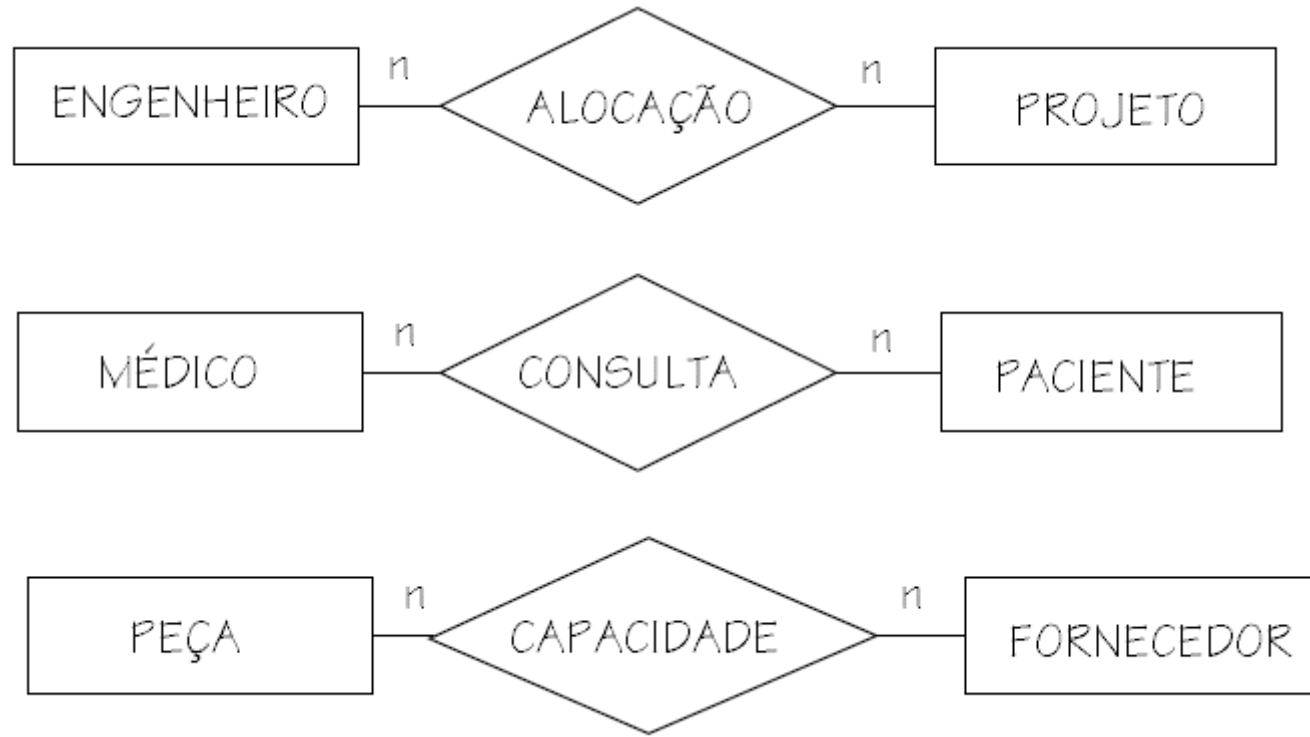 ENGENHEIRO n ALOCAÇÃO n PROJETO
MÉDICO n CONSULTA n PACIENTE
PEÇA n CAPACIDADE n FORNECEDOR